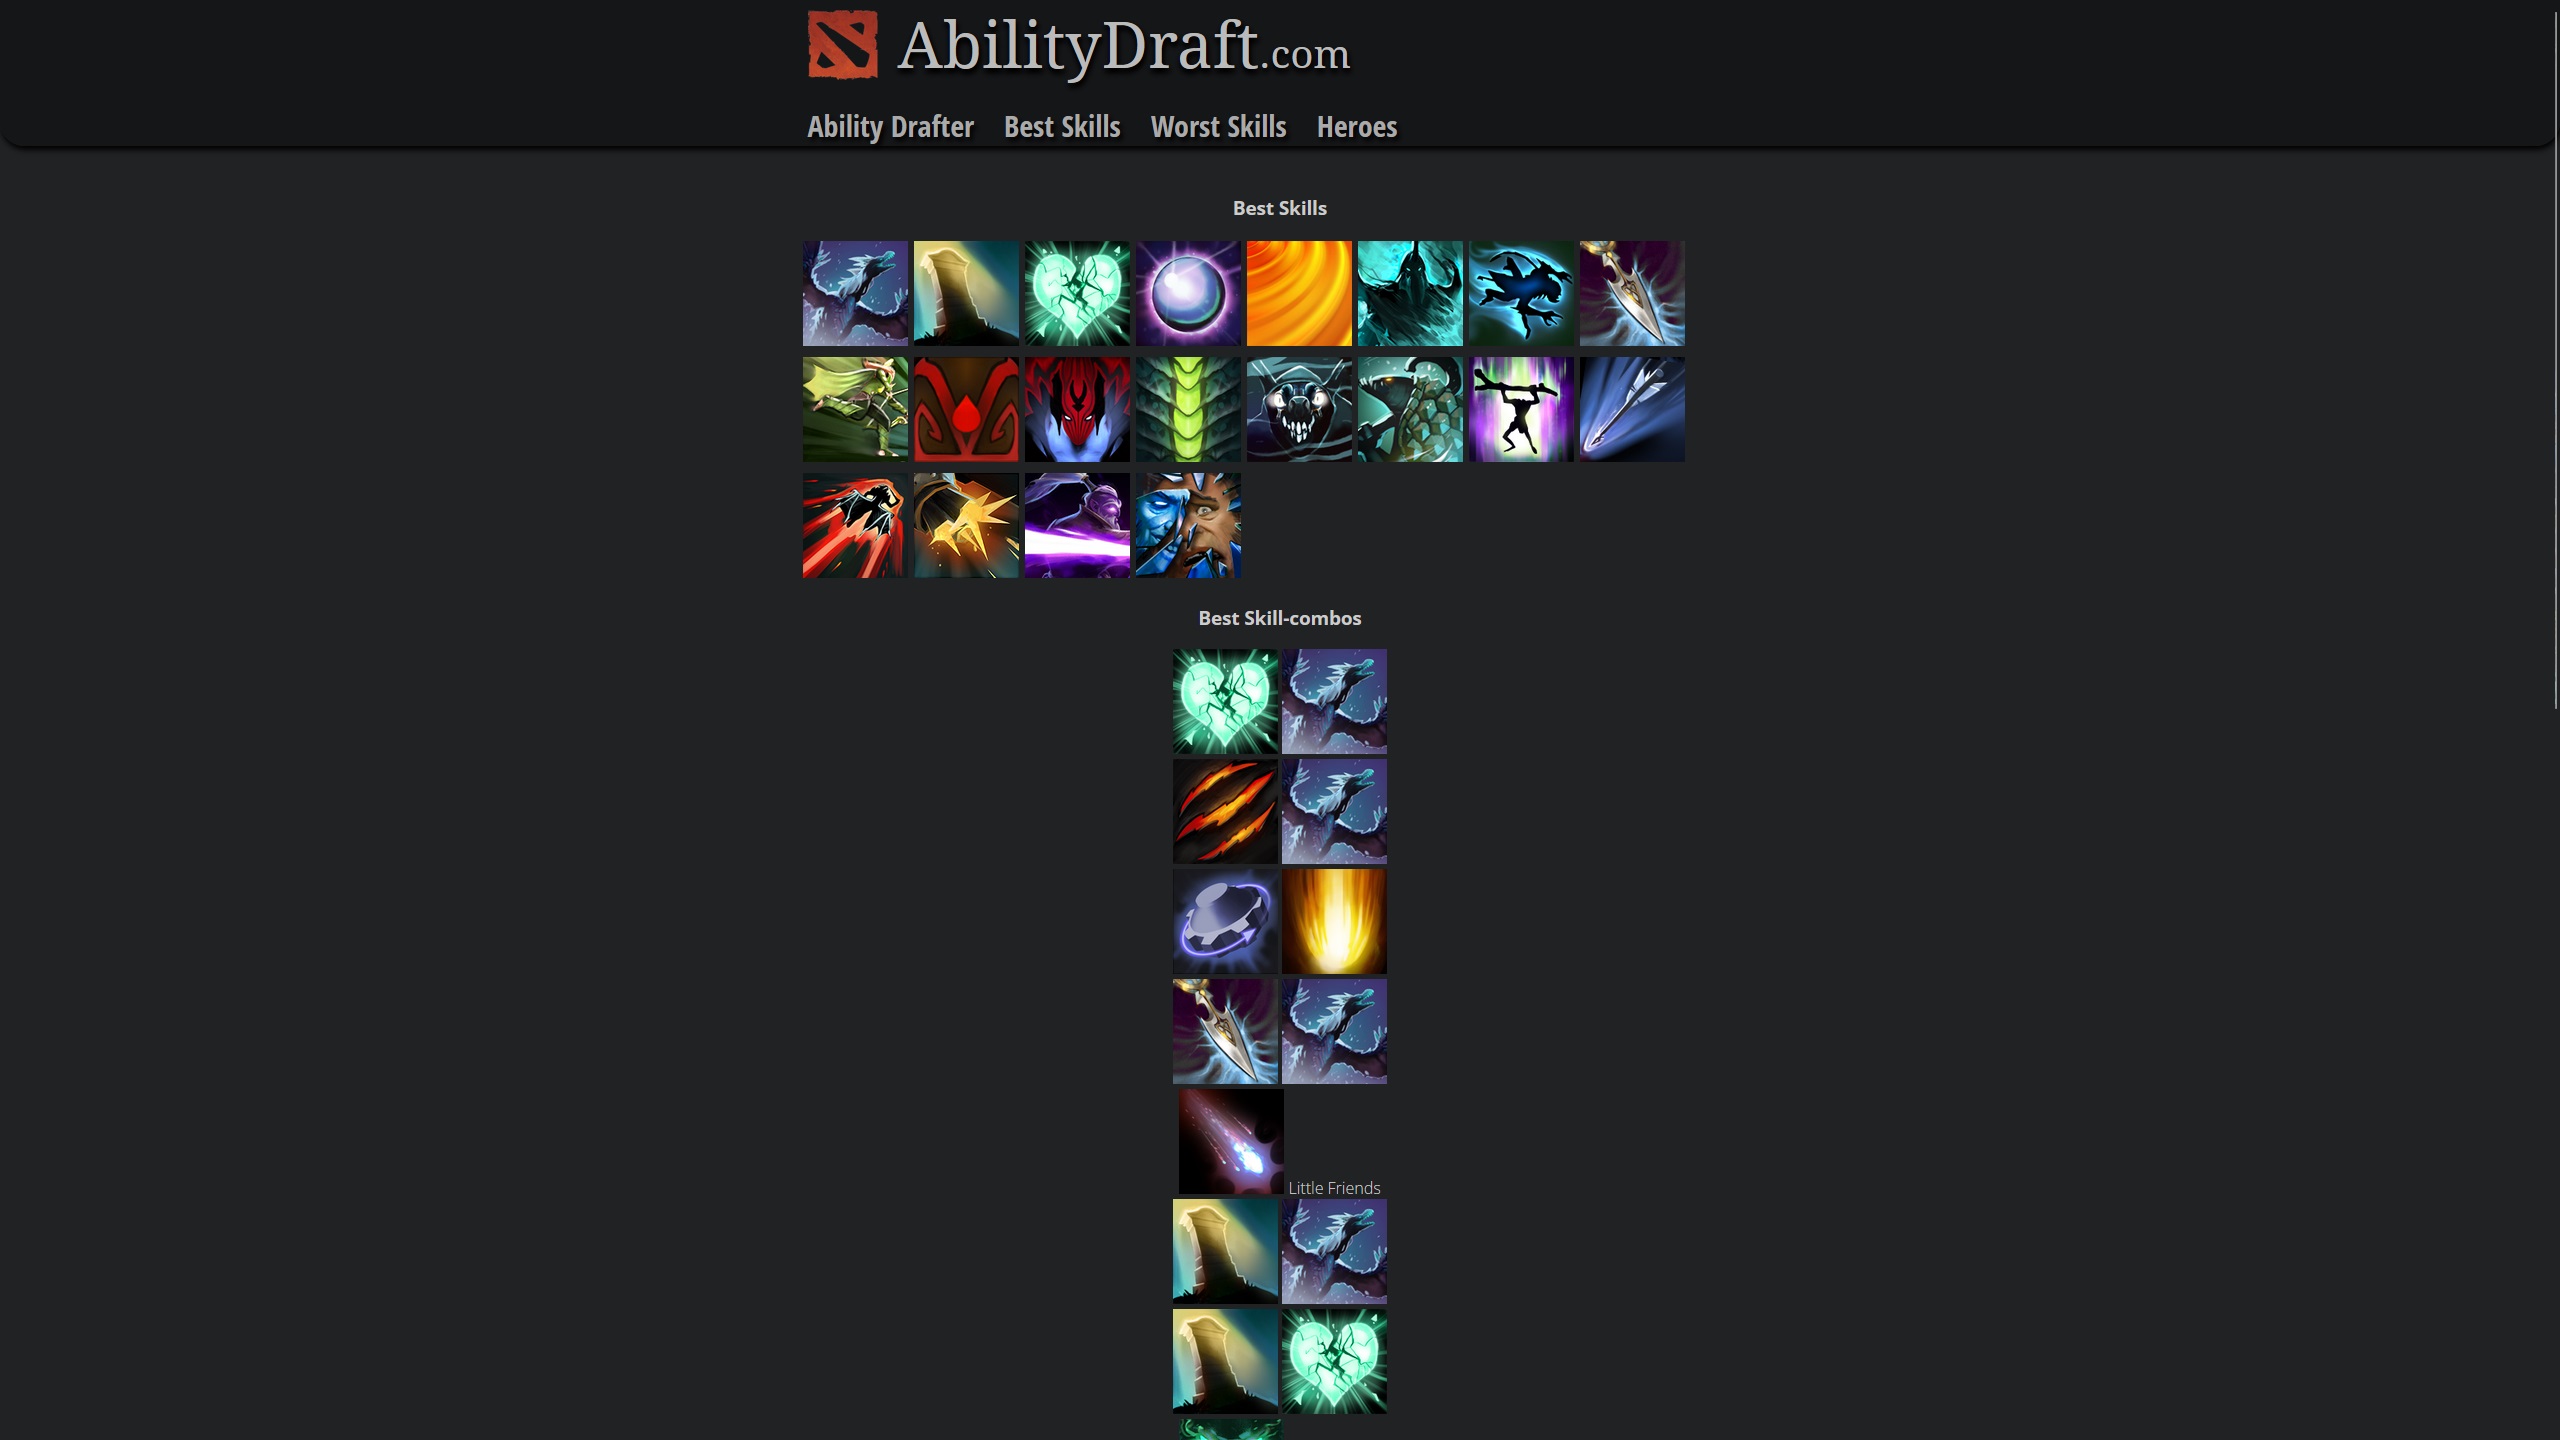 AbilityDraft.com
Ability Drafter Best Skills Worst Skills Heroes
Best Skills
Best Skill-combos
Little Friends